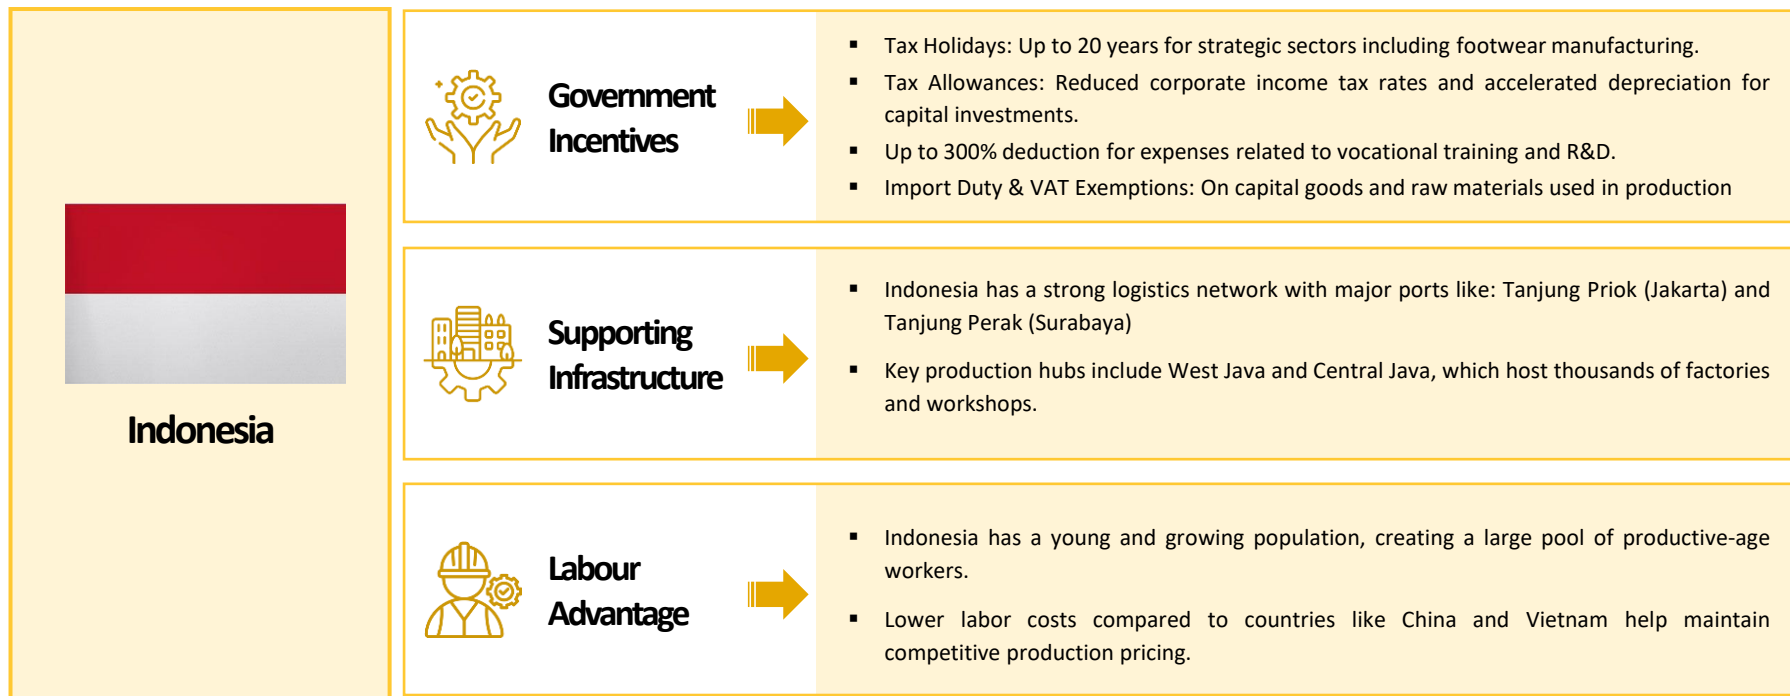 Indonesia
Government
Incentives
▪ Tax Holidays: Up to 20 years for strategic sectors including footwear manufacturing.
▪ Tax Allowances: Reduced corporate income tax rates and accelerated depreciation for
capital investments.
▪ Up to 300% deduction for expenses related to vocational training and R&D.
▪ Import Duty & VAT Exemptions: On capital goods and raw materials used in production
Supporting
Infrastructure
▪ Indonesia has a strong logistics network with major ports like: Tanjung Priok (Jakarta) and
Tanjung Perak (Surabaya)
▪ Key production hubs include West Java and Central Java, which host thousands of factories
and workshops.
Labour
Advantage
▪ Indonesia has a young and growing population, creating a large pool of productive-age
workers.
▪ Lower labor costs compared to countries like China and Vietnam help maintain
competitive production pricing.